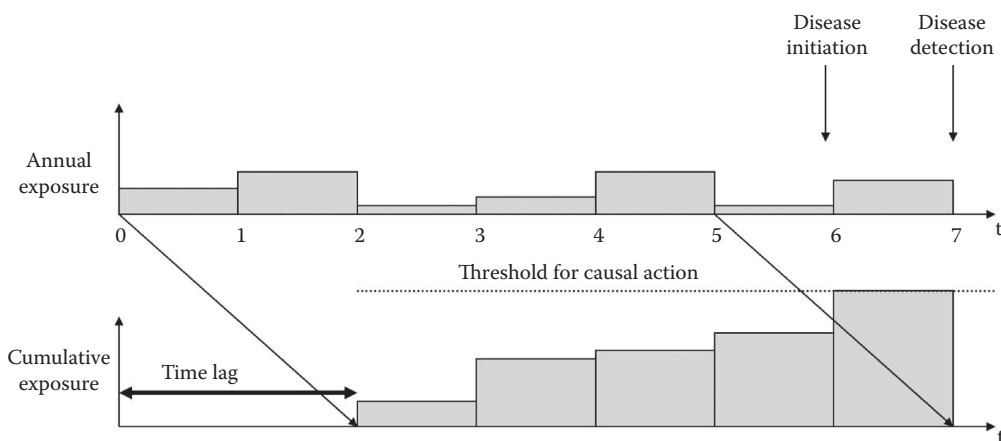 Disease
initiation
Disease
detection
Annual
exposure
0 1 2 3 4 5 6 7 t
Threshold for causal action
Cumulative
exposure
Time lag
t